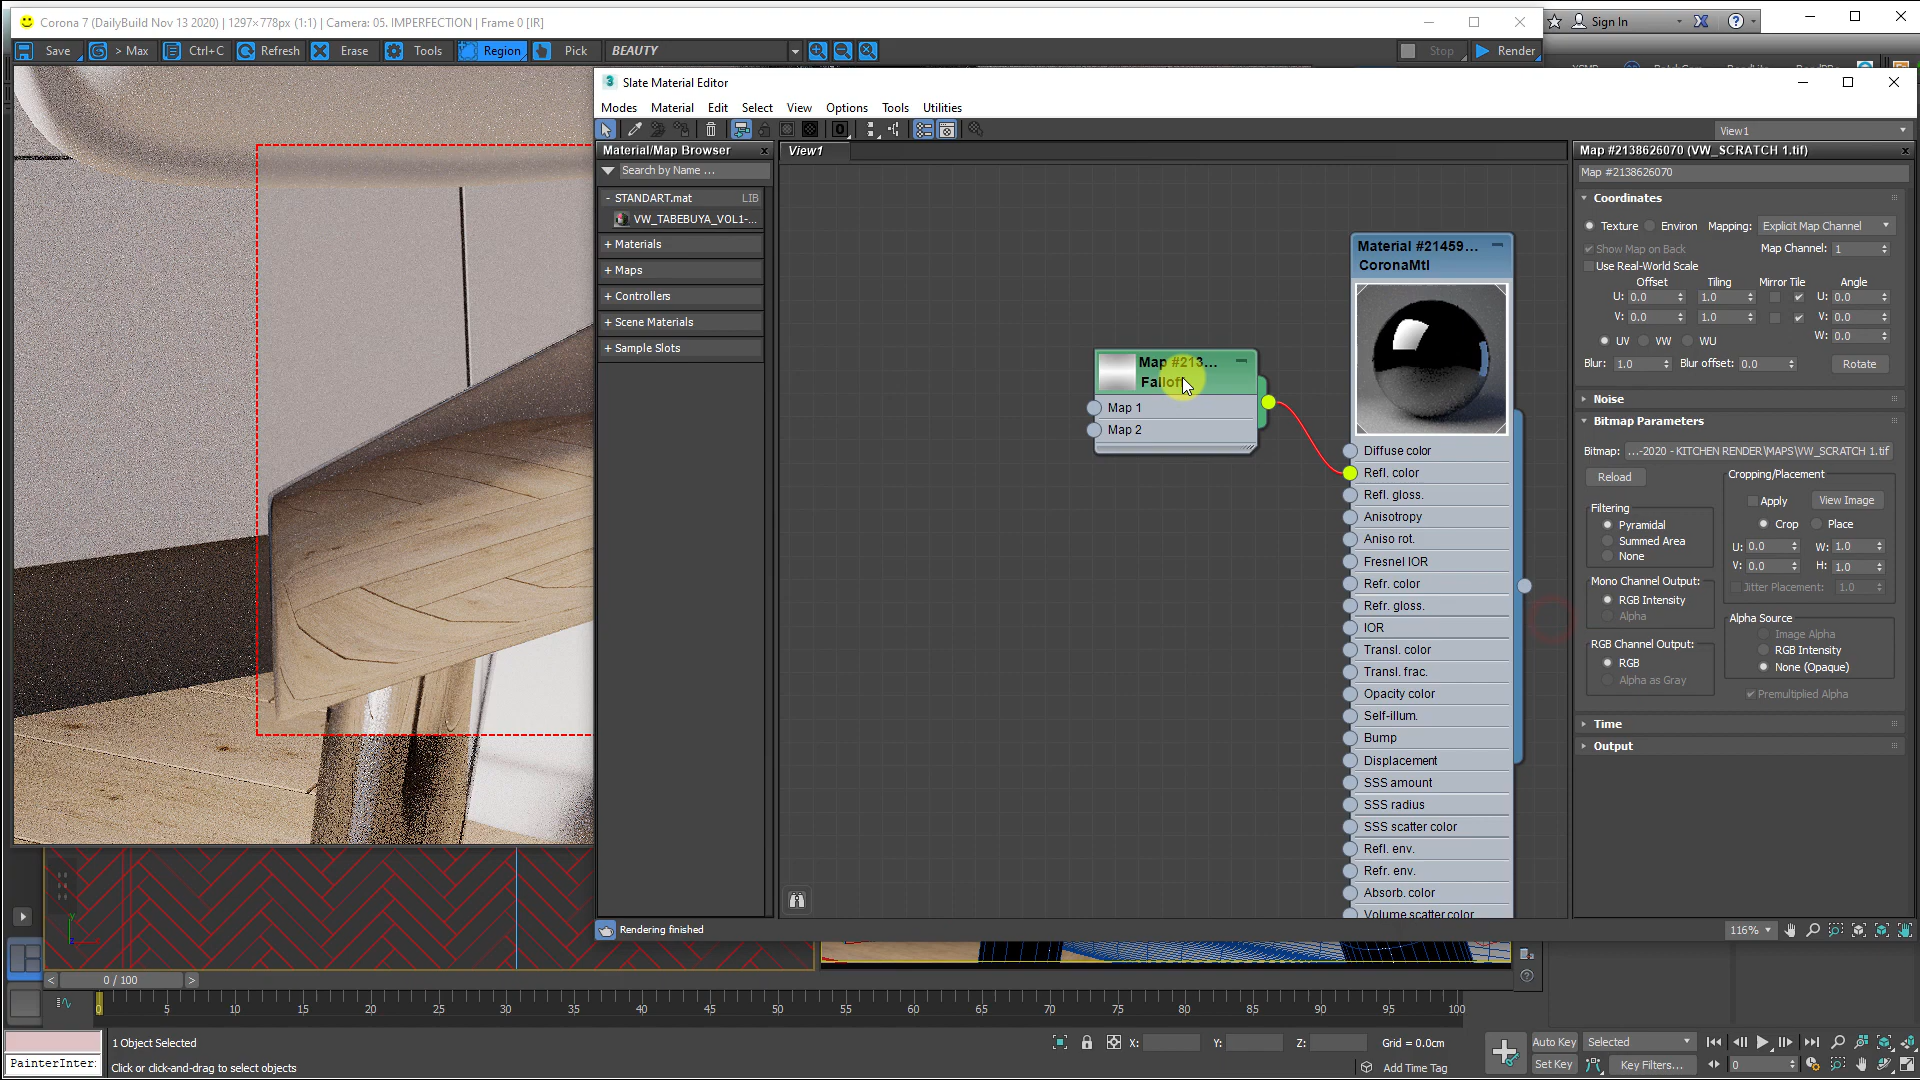 Corona 7 (DailyBuild Nov 13 2020) | 1297×778px (1:1) | Camera: 05. IMPERFECTION | Frame 0 [IR]
Sign In
Save
> Max
Ctrl+C
Refresh
Erase
Tools
Region
Pick
BEAUTY
Stop
Render
Slate Material Editor
Modes
Material
Edit
Select
View
Options
Tools
Utilities
View1
Material/Map Browser
View1
Search by Name ...
- STANDART.mat
LIB
VW_TABEBUYA_VOL1-...
+ Materials
+ Maps
+ Controllers
+ Scene Materials
+ Sample Slots
Map #213...
Falloff
Map 1
Map 2
Material #21459...
CoronaMtl
Diffuse color
Refl. color
Refl. gloss.
Anisotropy
Aniso rot.
Fresnel IOR
Refr. color
Refr. gloss.
IOR
Transl. color
Transl. frac.
Opacity color
Self-illum.
Bump
Displacement
SSS amount
SSS radius
SSS scatter color
Refl. env.
Refr. env.
Absorb. color
Volume scatter color
Map #2138626070 (VW_SCRATCH 1.tif)
Map #2138626070
Coordinates
Texture
Environ
Mapping:
Explicit Map Channel
Show Map on Back
Map Channel: 1
Use Real-World Scale
Offset
Tiling
Mirror Tile
Angle
U: 0.0
1.0
U: 0.0
V: 0.0
1.0
V: 0.0
UV
VW
WU
W: 0.0
Blur: 1.0
Blur offset: 0.0
Rotate
Noise
Bitmap Parameters
Bitmap:
...-2020 - KITCHEN RENDER\MAPS\VW_SCRATCH 1.tif
Reload
Cropping/Placement
Apply
View Image
Crop
Place
U: 0.0
W: 1.0
V: 0.0
H: 1.0
Jitter Placement: 1.0
Filtering
Pyramidal
Summed Area
None
Mono Channel Output:
RGB Intensity
Alpha
RGB Channel Output:
RGB
Alpha as Gray
Alpha Source
Image Alpha
RGB Intensity
None (Opaque)
Premultiplied Alpha
Time
Output
Rendering finished
116%
0 / 100
0
5
10
15
20
25
30
35
40
45
50
55
60
65
70
75
80
85
90
95
100
PainterInter:
1 Object Selected
Click or click-and-drag to select objects
X:
Y:
Z:
Grid = 0.0cm
Add Time Tag
Auto Key
Selected
Set Key
Key Filters...
0